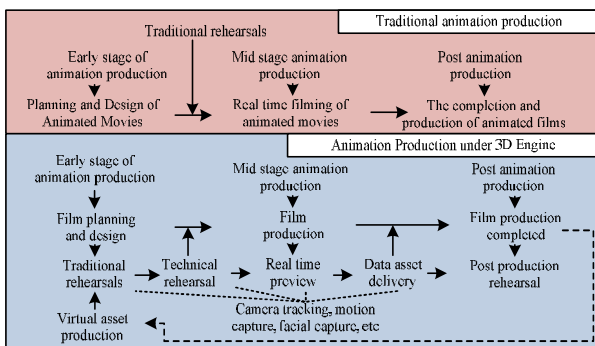 Traditional animation production
Traditional rehearsals
Early stage of
animation production
Mid stage animation
production
Post animation
production
Planning and Design of
Animated Movies
Real time filming of
animated movies
The completion and
production of animated films
Animation Production under 3D Engine
Early stage of
animation production
Mid stage animation
production
Post animation
production
Film planning
and design
Film
production
Film production
completed
Traditional
rehearsals
Technical
rehearsal
Real time
preview
Data asset
delivery
Post production
rehearsal
Virtual asset
production
Camera tracking, motion
capture, facial capture, etc